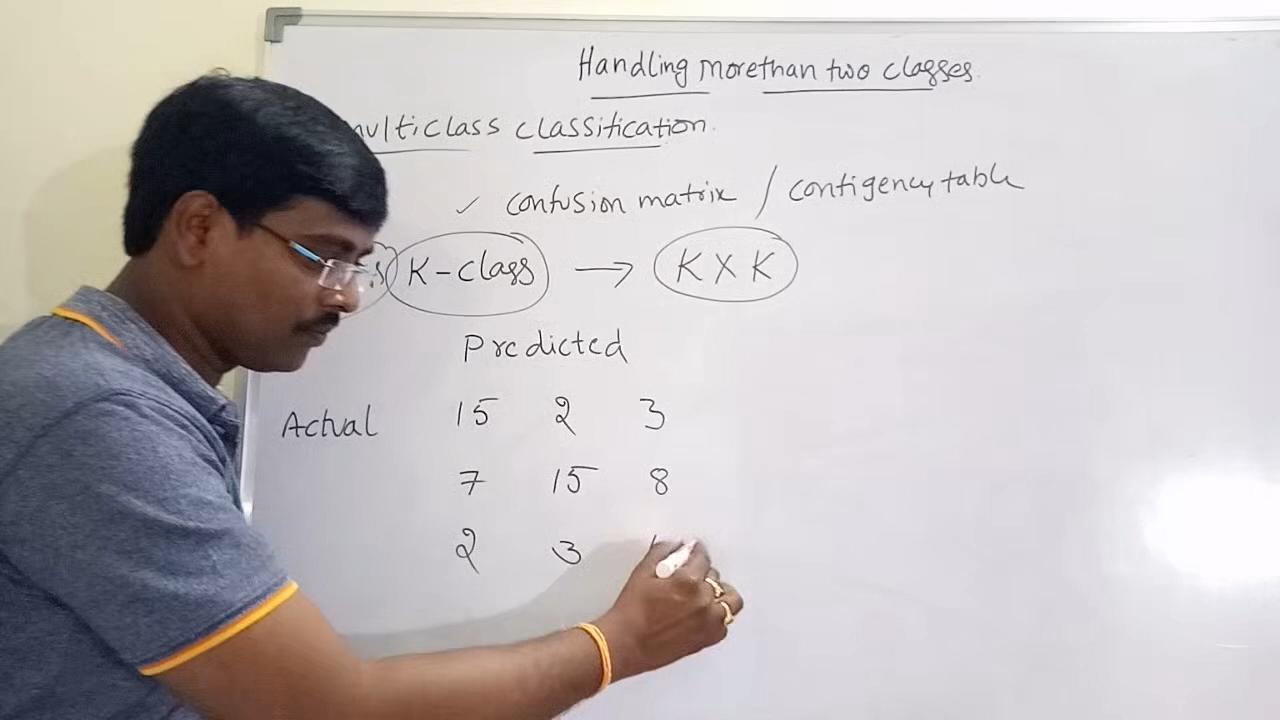 Handling morethan two classes.
multiclass classification.
✓ confusion matrix / contigency table
K-class → K X K
Predicted
Actual 15 2 3
7 15 8
2 3